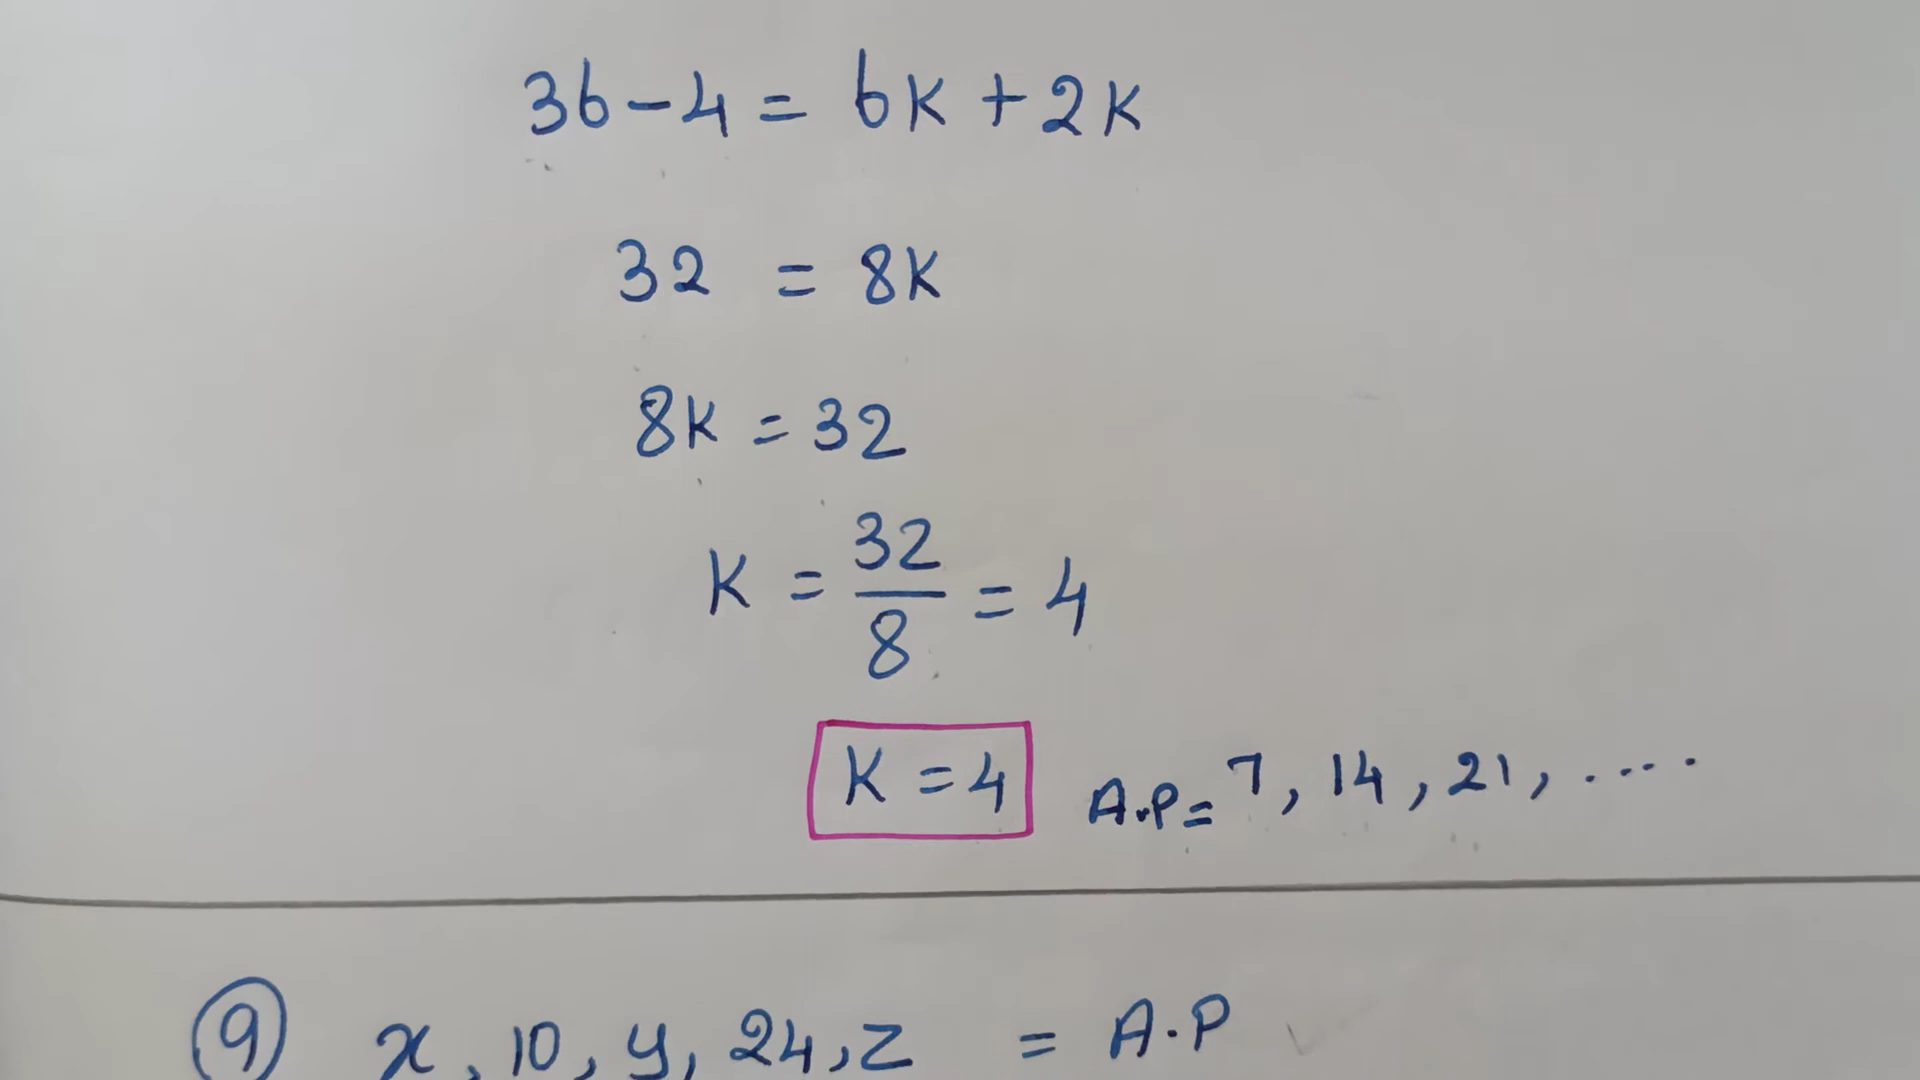 36 - 4 = 6K + 2K
32 = 8K
8K = 32
K = 32/8 = 4
K = 4 A.P = 7, 14, 21, .....
9 x, 10, y, 24, z = A.P